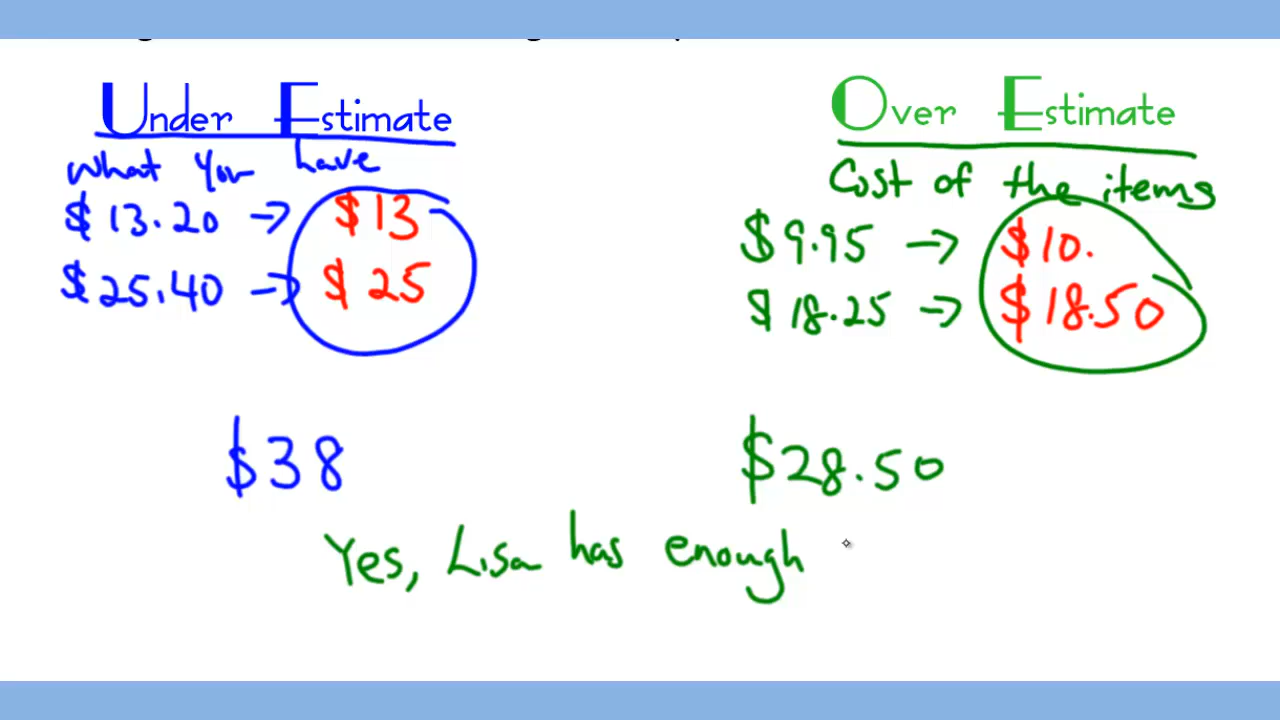 Under Estimate
What you have
$13.20 → $13
$25.40 → $25
$38
Over Estimate
Cost of the items
$9.95 → $10.
$18.25 → $18.50
$28.50
Yes, Lisa has enough